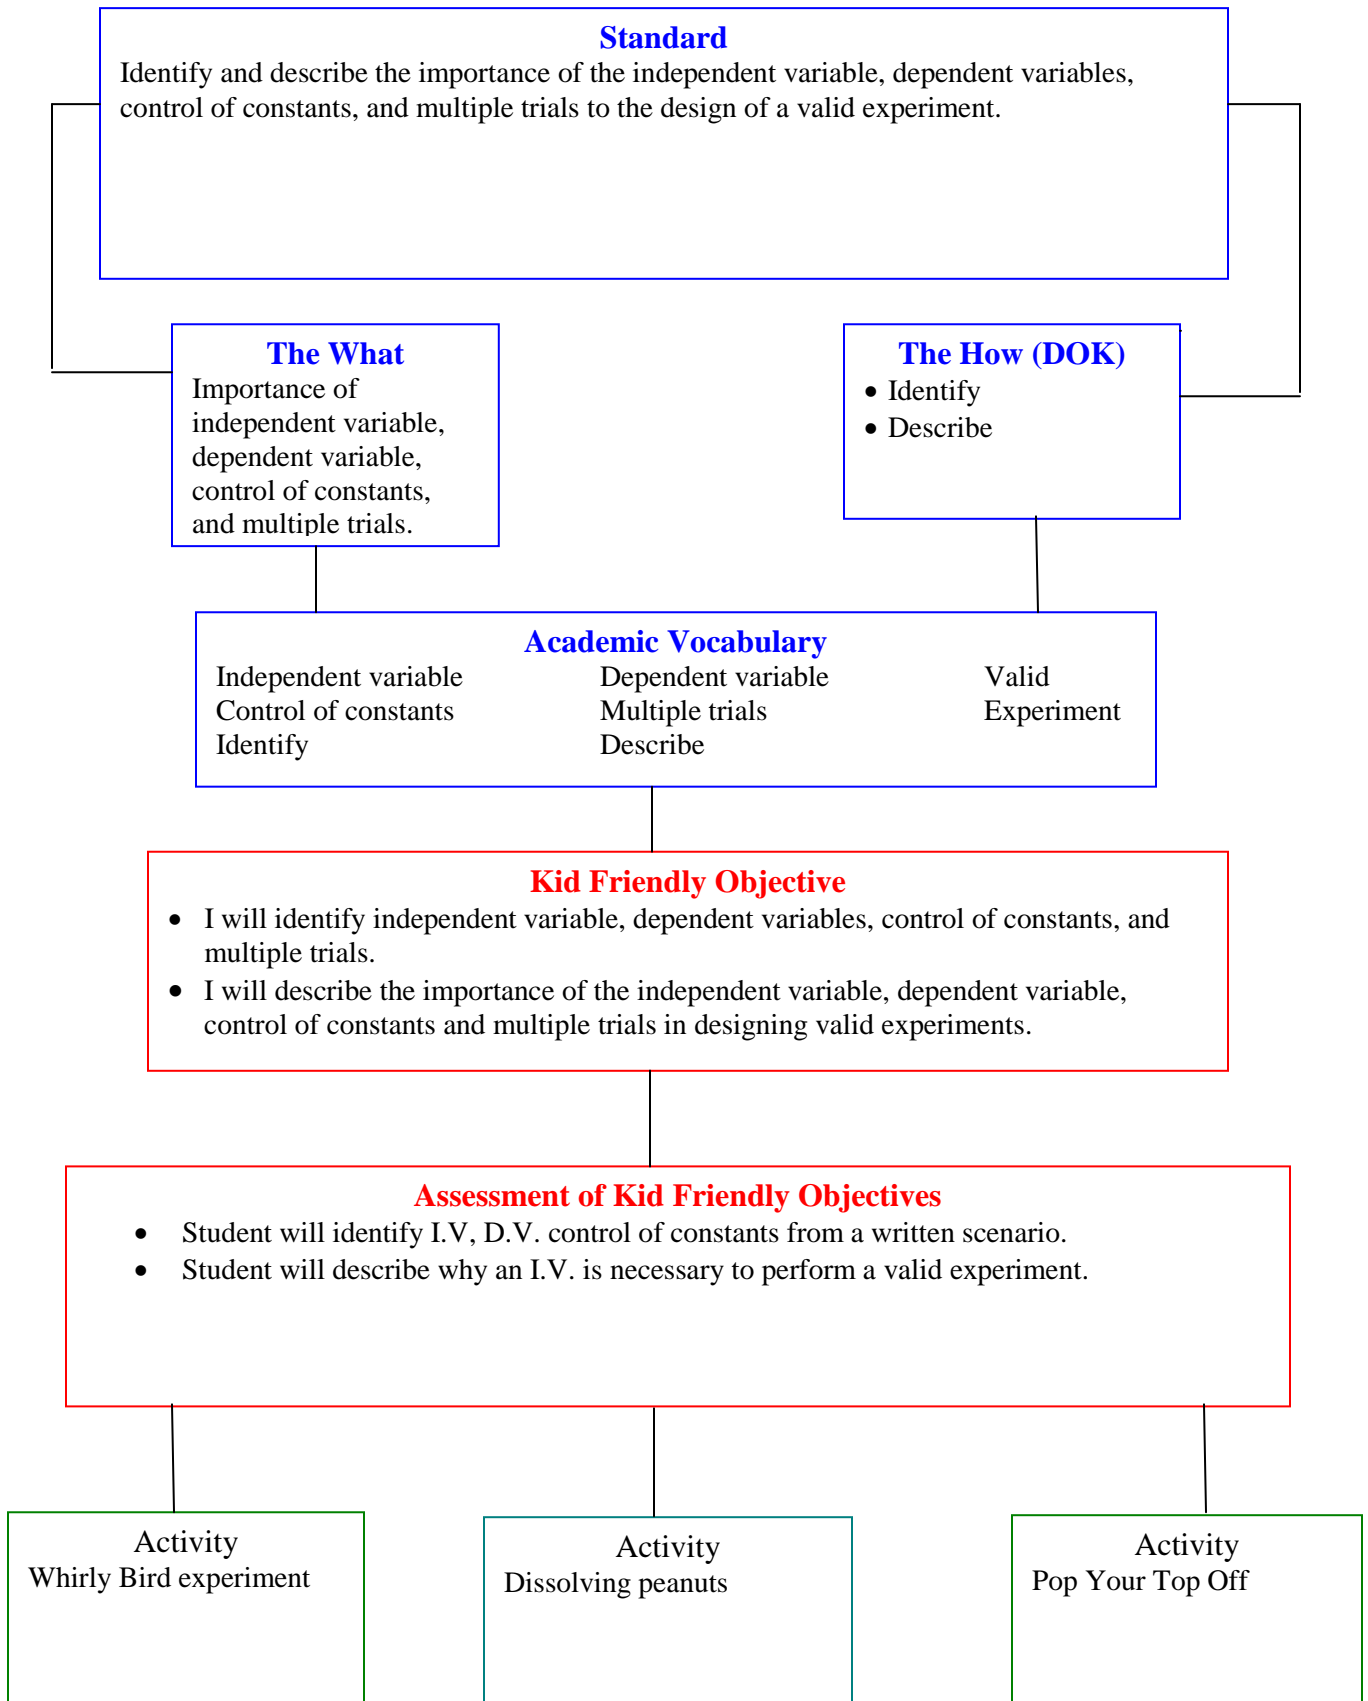 Standard
Identify and describe the importance of the independent variable, dependent variables,
control of constants, and multiple trials to the design of a valid experiment.
The What
Importance of
independent variable,
dependent variable,
control of constants,
and multiple trials.
The How (DOK)
• Identify
• Describe
Academic Vocabulary
Independent variable Dependent variable Valid
Control of constants Multiple trials Experiment
Identify Describe
Kid Friendly Objective
• I will identify independent variable, dependent variables, control of constants, and
multiple trials.
• I will describe the importance of the independent variable, dependent variable,
control of constants and multiple trials in designing valid experiments.
Assessment of Kid Friendly Objectives
• Student will identify I.V, D.V. control of constants from a written scenario.
• Student will describe why an I.V. is necessary to perform a valid experiment.
Activity
Whirly Bird experiment
Activity
Dissolving peanuts
Activity
Pop Your Top Off